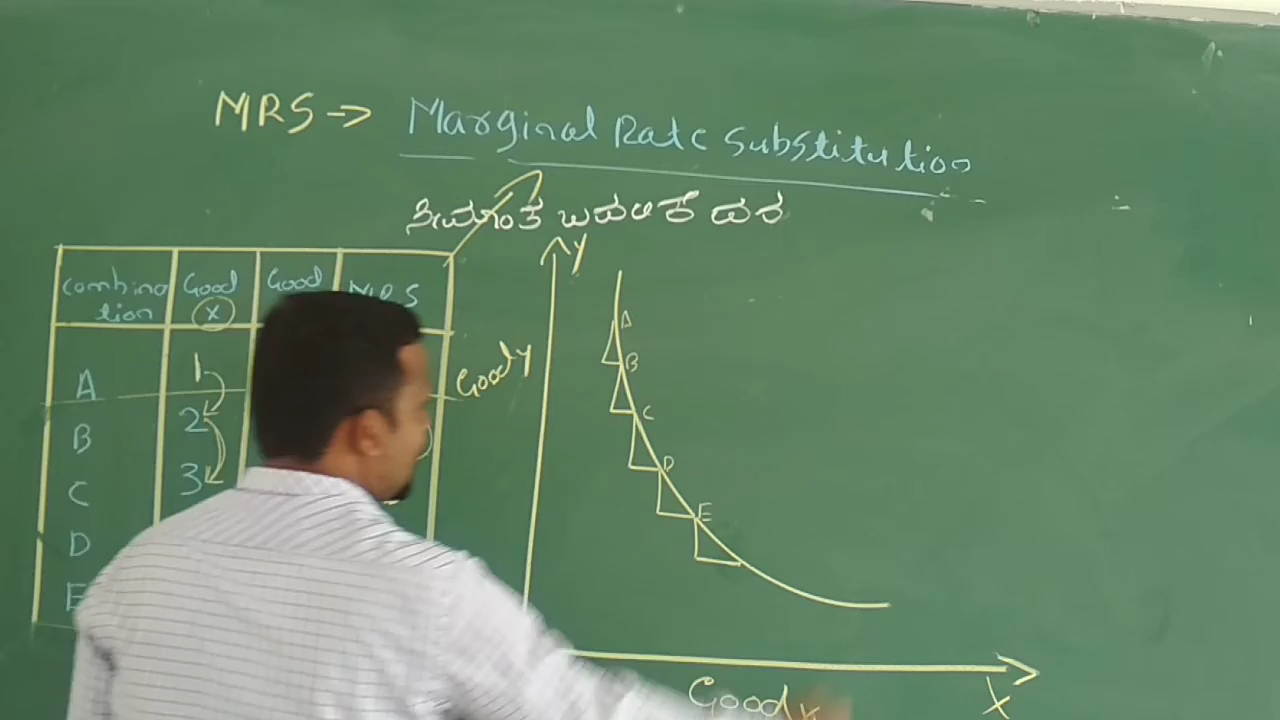 MRS → Marginal Rate Substitution
ಸೀಮಾಂತ ಬದಲಿಕೆ ದರ
Combination Good X Good MRS
A 1
B 2
C 3
D
E
y
Good y
A
B
C
D
E
Good x
X